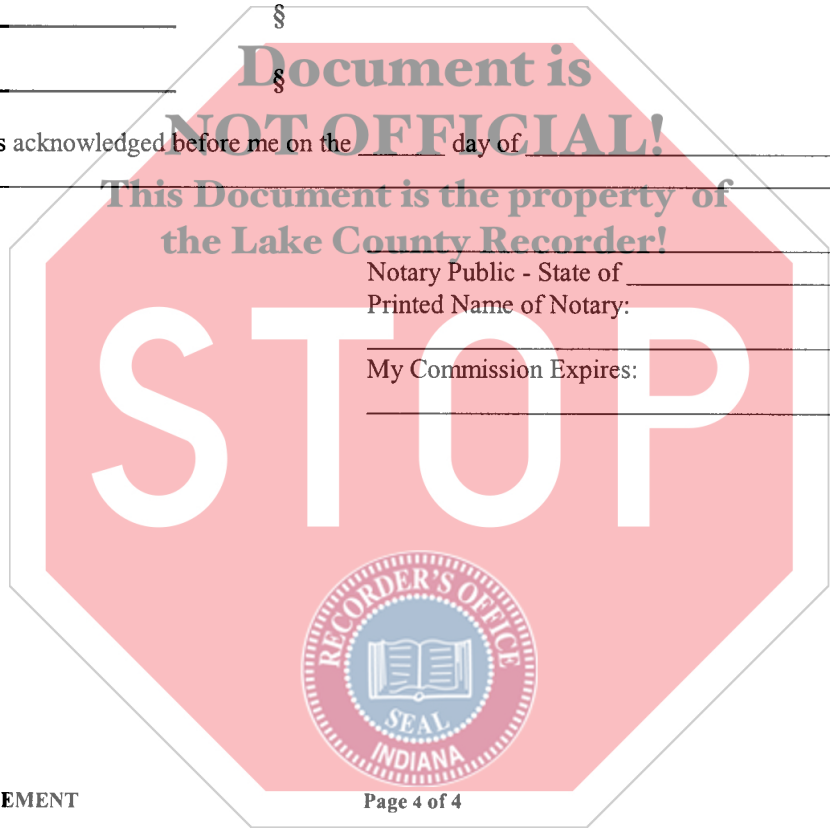 §
Document is
§
NOT OFFICIAL!
s acknowledged before me on the ______ day of ______
This Document is the property of
the Lake County Recorder!
Notary Public - State of ______
Printed Name of Notary:
My Commission Expires:
STOP
RECORDER'S OFFICE
SEAL
INDIANA
EMENT Page 4 of 4